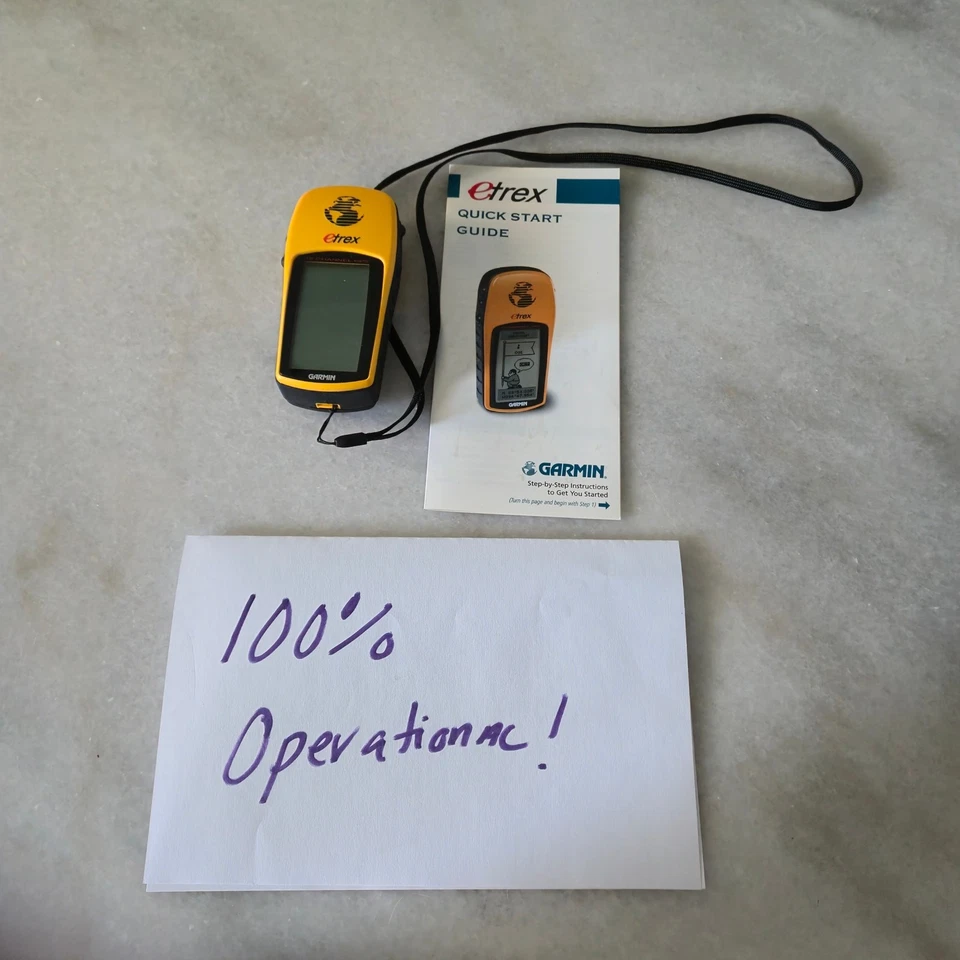 etrex
GARMIN
etrex
QUICK START
GUIDE
etrex
GARMIN
GARMIN
Step-by-Step Instructions
to Get You Started
(Turn this page and begin with Step 1)
100%
Operational!